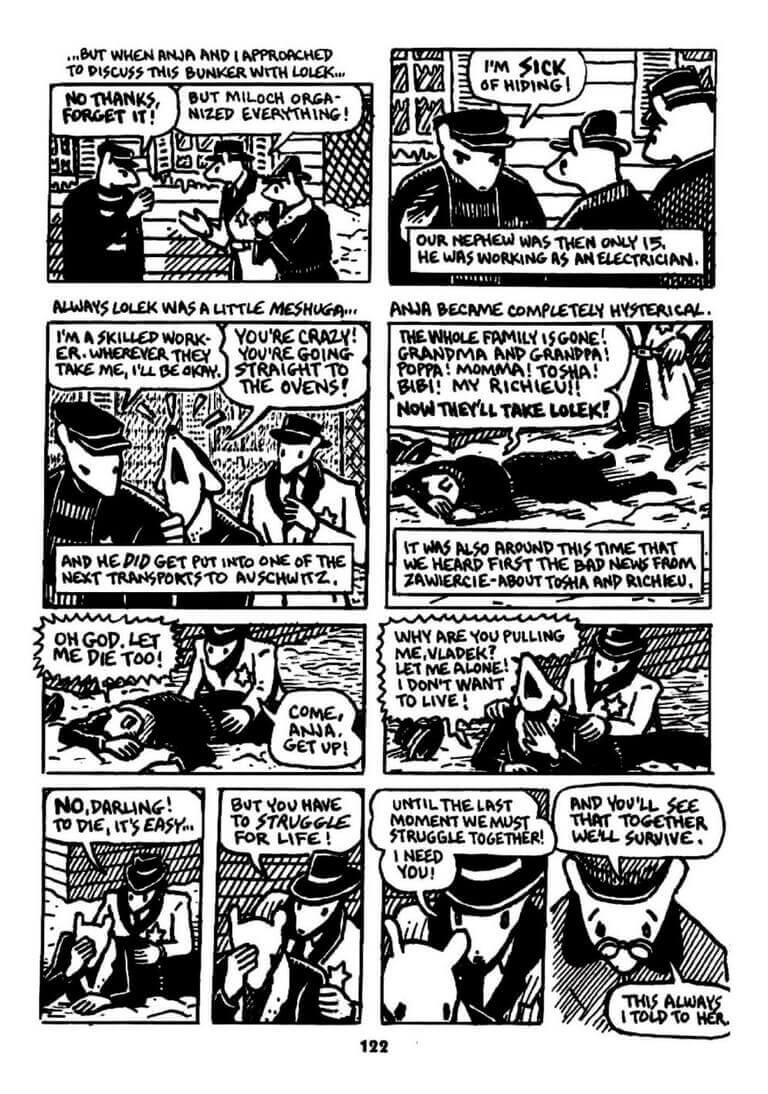 ...BUT WHEN ANJA AND I APPROACHED
TO DISCUSS THIS BUNKER WITH LOLEK...
NO THANKS,
FORGET IT!
BUT MILOCH ORGA-
NIZED EVERYTHING!
I'M SICK
OF HIDING!
OUR NEPHEW WAS THEN ONLY 15.
HE WAS WORKING AS AN ELECTRICIAN.
ALWAYS LOLEK WAS A LITTLE MESHUGA...
I'M A SKILLED WORK-
ER. WHEREVER THEY
TAKE ME, I'LL BE OKAY.
YOU'RE CRAZY!
YOU'RE GOING
STRAIGHT TO
THE OVENS!
AND HE DID GET PUT INTO ONE OF THE
NEXT TRANSPORTS TO AUSCHWITZ.
ANJA BECAME COMPLETELY HYSTERICAL.
THE WHOLE FAMILY IS GONE!
GRANDMA AND GRANDPA!
POPPA! MOMMA! TOSHA!
BIBI! MY RICHIEU!!
NOW THEY'LL TAKE LOLEK!
IT WAS ALSO AROUND THIS TIME THAT
WE HEARD FIRST THE BAD NEWS FROM
ZAWIERCIE-ABOUT TOSHA AND RICHIEU.
OH GOD. LET
ME DIE TOO!
COME,
ANJA.
GET UP!
WHY ARE YOU PULLING
ME, VLADEK?
LET ME ALONE!
I DON'T WANT
TO LIVE!
NO, DARLING!
TO DIE, IT'S EASY...
BUT YOU HAVE
TO STRUGGLE
FOR LIFE!
UNTIL THE LAST
MOMENT WE MUST
STRUGGLE TOGETHER!
I NEED
YOU!
AND YOU'LL SEE
THAT TOGETHER
WE'LL SURVIVE.
THIS ALWAYS
I TOLD TO HER.
122